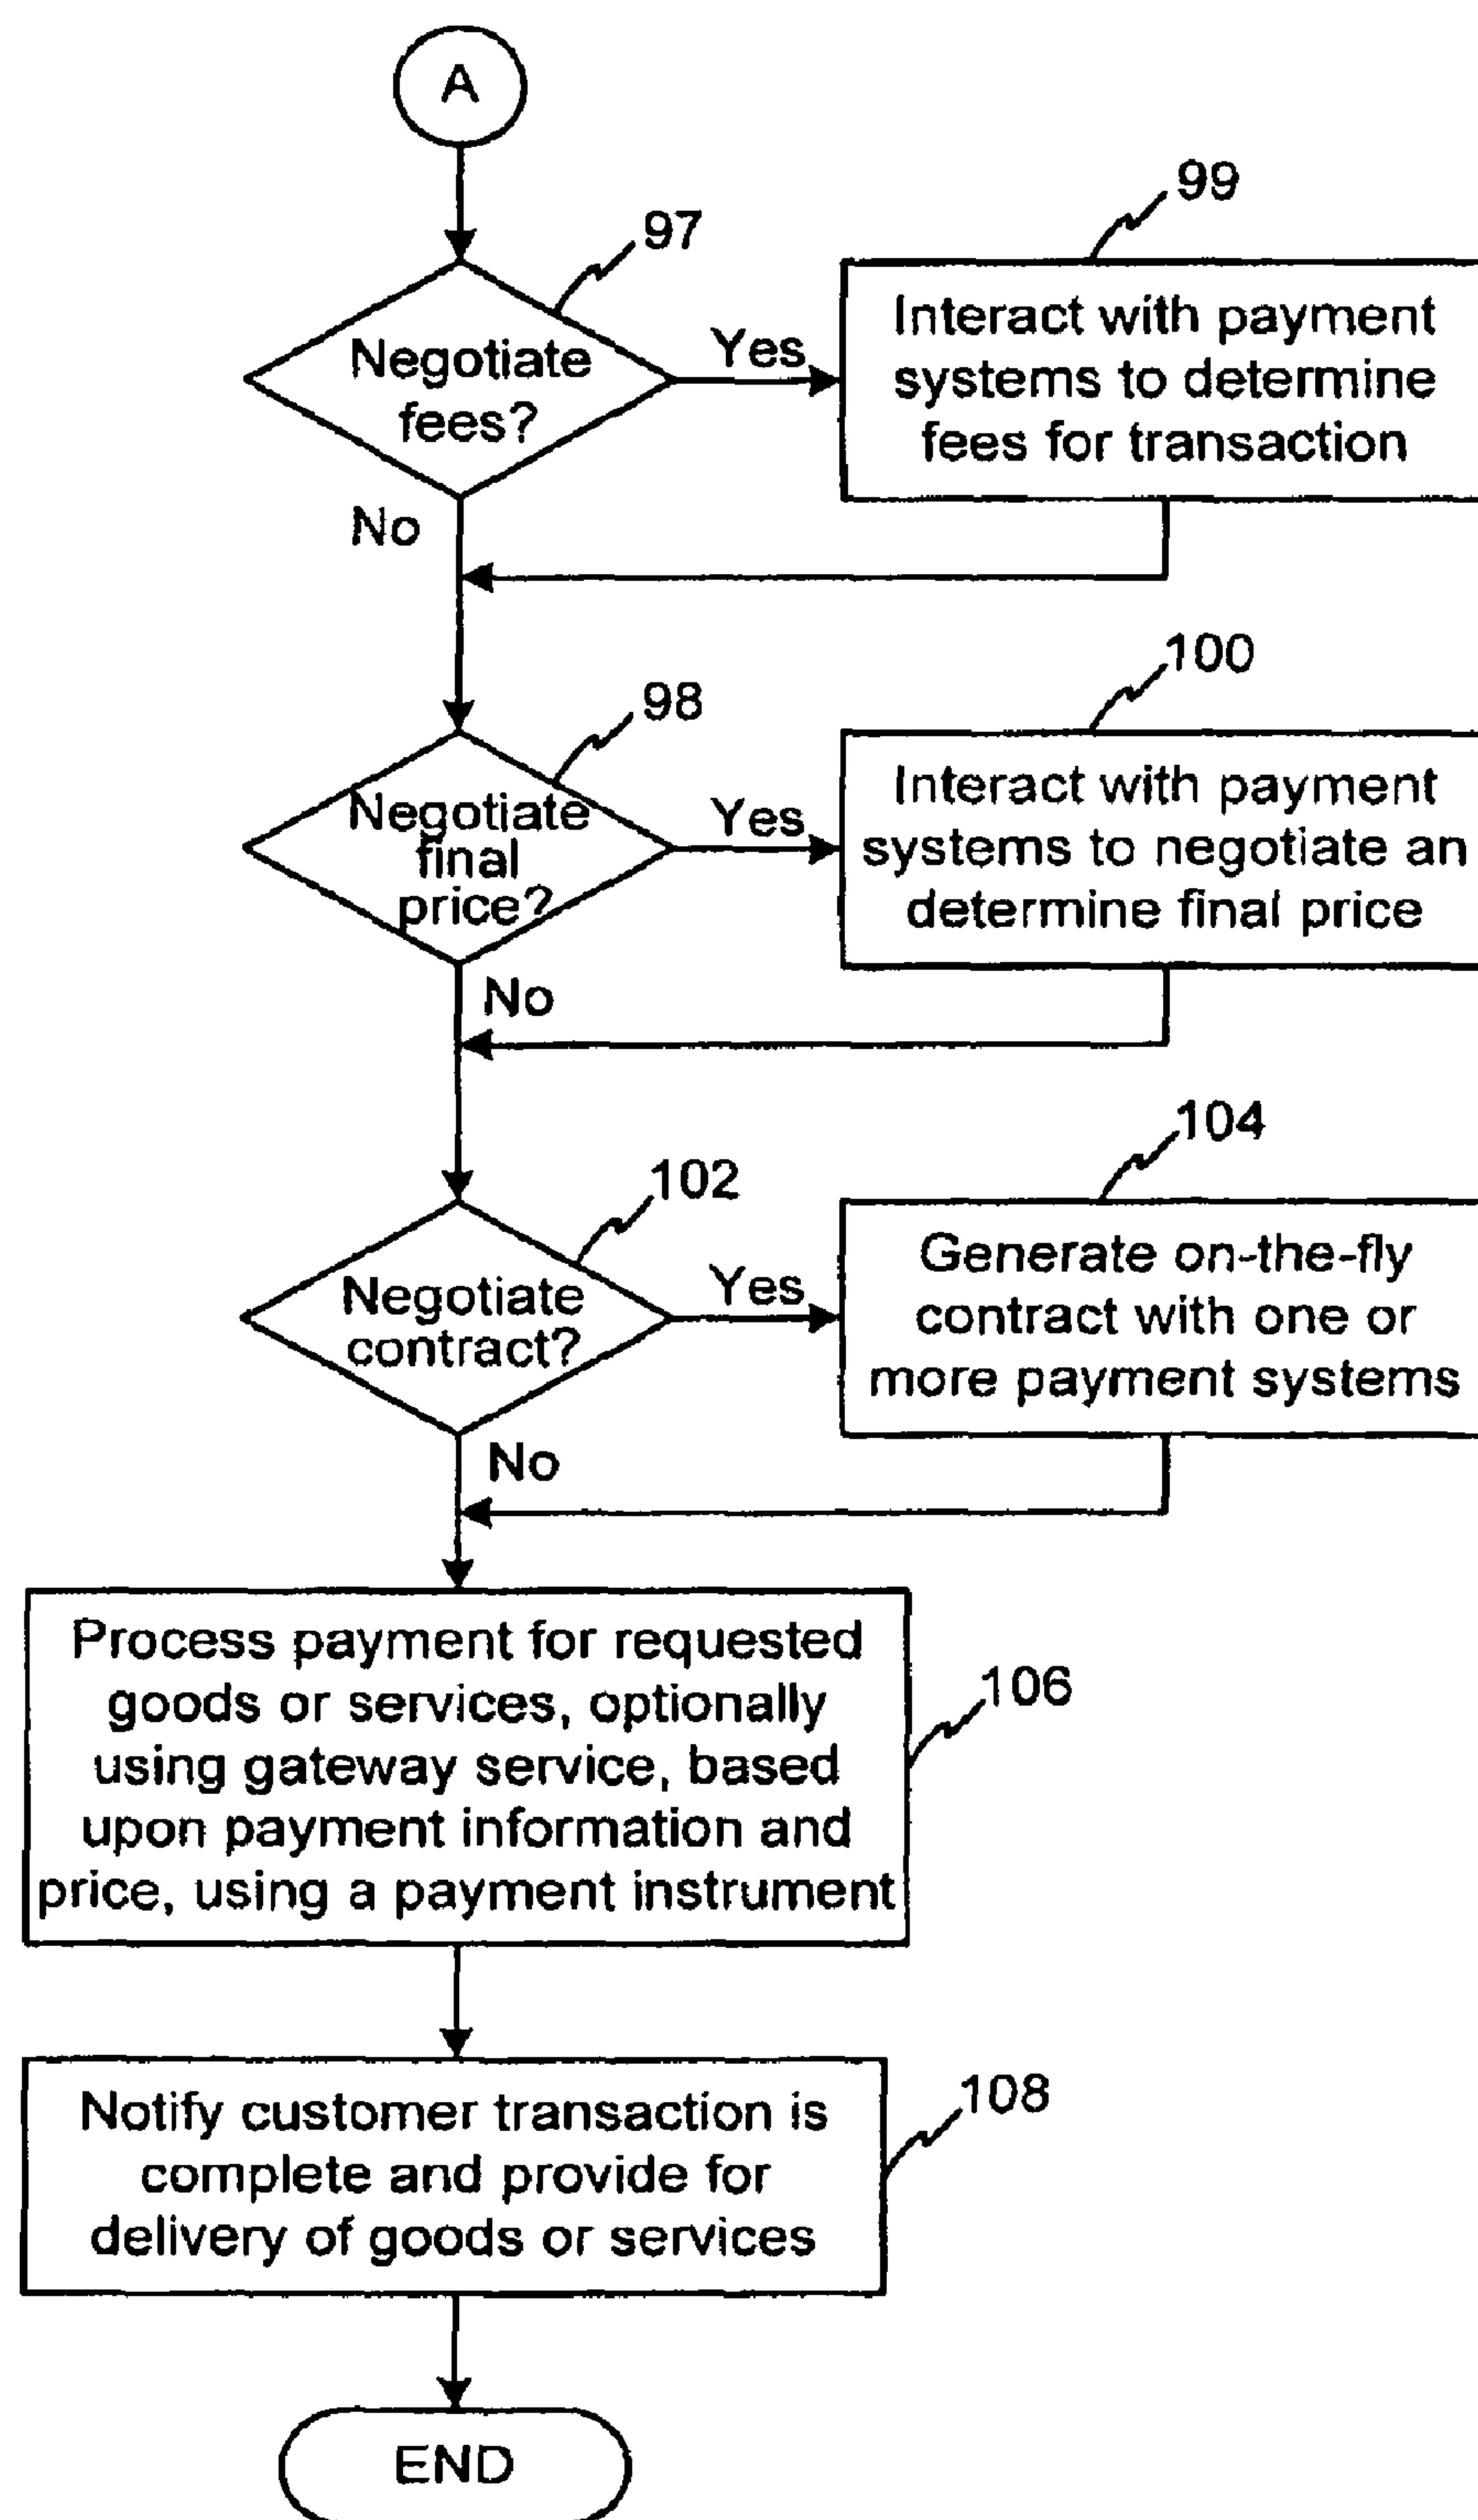 A
97
99
Negotiate
fees?
Yes
Interact with payment
systems to determine
fees for transaction
No
98
100
Negotiate
final
price?
Yes
Interact with payment
systems to negotiate an
determine final price
No
102
104
Negotiate
contract?
Yes
Generate on-the-fly
contract with one or
more payment systems
No
Process payment for requested
goods or services, optionally
using gateway service, based
upon payment information and
price, using a payment instrument
106
Notify customer transaction is
complete and provide for
delivery of goods or services
108
END